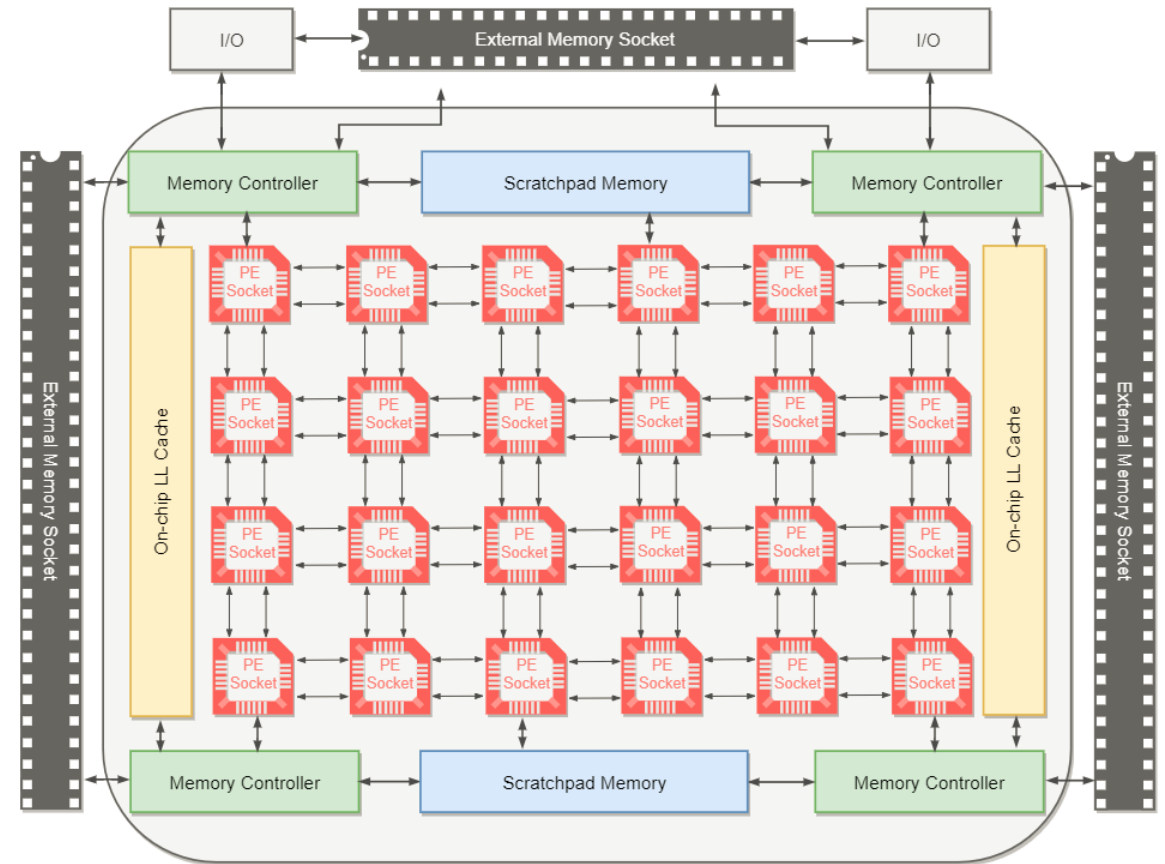 I/O
External Memory Socket
I/O
Memory Controller
Scratchpad Memory
Memory Controller
PE
Socket
PE
Socket
PE
Socket
PE
Socket
PE
Socket
PE
Socket
External Memory Socket
On-chip LL Cache
PE
Socket
PE
Socket
PE
Socket
PE
Socket
PE
Socket
PE
Socket
On-chip LL Cache
External Memory Socket
PE
Socket
PE
Socket
PE
Socket
PE
Socket
PE
Socket
PE
Socket
PE
Socket
PE
Socket
PE
Socket
PE
Socket
PE
Socket
PE
Socket
Memory Controller
Scratchpad Memory
Memory Controller